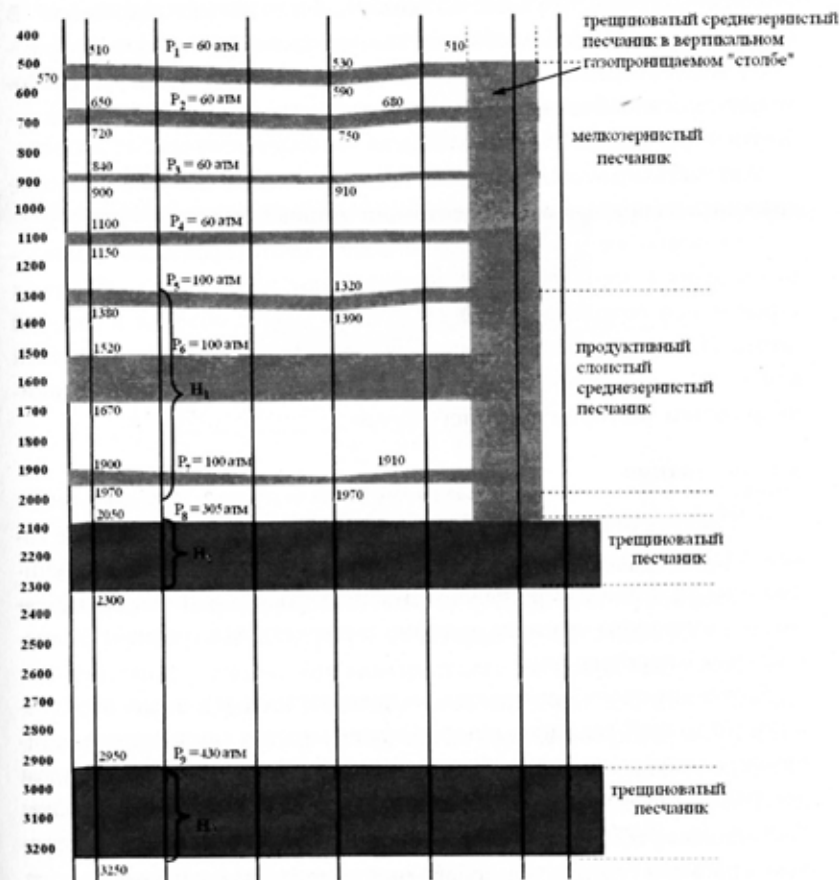 400
500
600
700
800
900
1000
1100
1200
1300
1400
1500
1600
1700
1800
1900
2000
2100
2200
2300
2400
2500
2600
2700
2800
2900
3000
3100
3200
510
P₁ = 60 атм
530
510
570
590
650
P₂ = 60 атм
680
720
750
840
P₃ = 60 атм
900
910
1100
P₄ = 60 атм
1150
P₅ = 100 атм
1320
1380
1390
1520
P₆ = 100 атм
H₁
1670
1900
P₇ = 100 атм
1910
1970
1970
2050
P₈ = 305 атм
H
2300
2950
P₉ = 430 атм
H
3250
трещиноватый среднезернистый
песчаник в вертикальном
газопроницаемом "столбе"
мелкозернистый
песчаник
продуктивный
слоистый
среднезернистый
песчаник
трещиноватый
песчаник
трещиноватый
песчаник